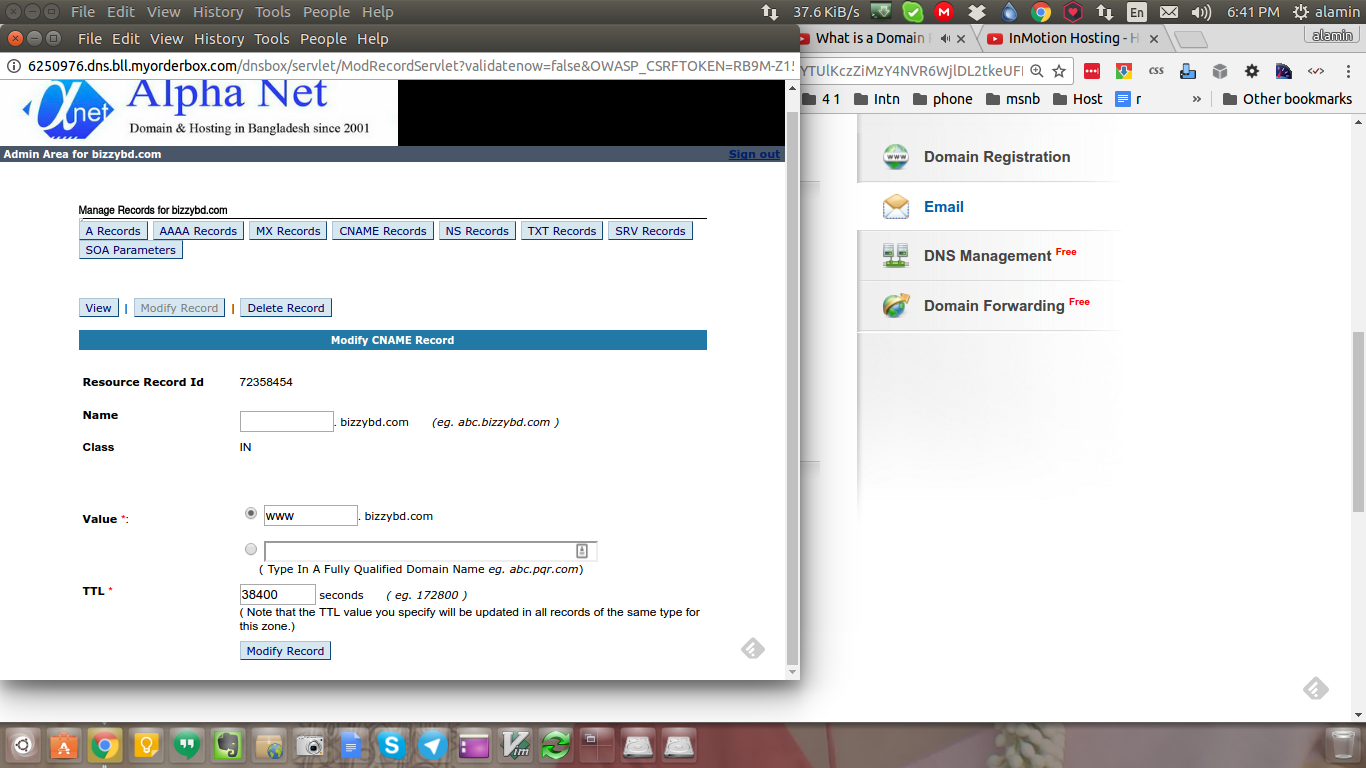 File Edit View History Tools People Help 37.6 KiB/s En 6:41 PM alamin
File Edit View History Tools People Help
What is a Domain InMotion Hosting - H alamin
6250976.dns.bll.myorderbox.com/dnsbox/servlet/ModRecordServlet?validatenow=false&OWASP_CSRFTOKEN=RB9M-Z15
css
4 1 Intn phone msnb Host r » Other bookmarks
αnet
Alpha Net
Domain & Hosting in Bangladesh since 2001
Admin Area for bizzybd.com Sign out
Manage Records for bizzybd.com
A Records AAAA Records MX Records CNAME Records NS Records TXT Records SRV Records
SOA Parameters
View | Modify Record | Delete Record
Modify CNAME Record
Resource Record Id 72358454
Name . bizzybd.com (eg. abc.bizzybd.com )
Class IN
Value *: www . bizzybd.com
( Type In A Fully Qualified Domain Name eg. abc.pqr.com)
TTL * 38400 seconds ( eg. 172800 )
( Note that the TTL value you specify will be updated in all records of the same type for
this zone.)
Modify Record
www Domain Registration
Email
DNS Management Free
Domain Forwarding Free
Vim